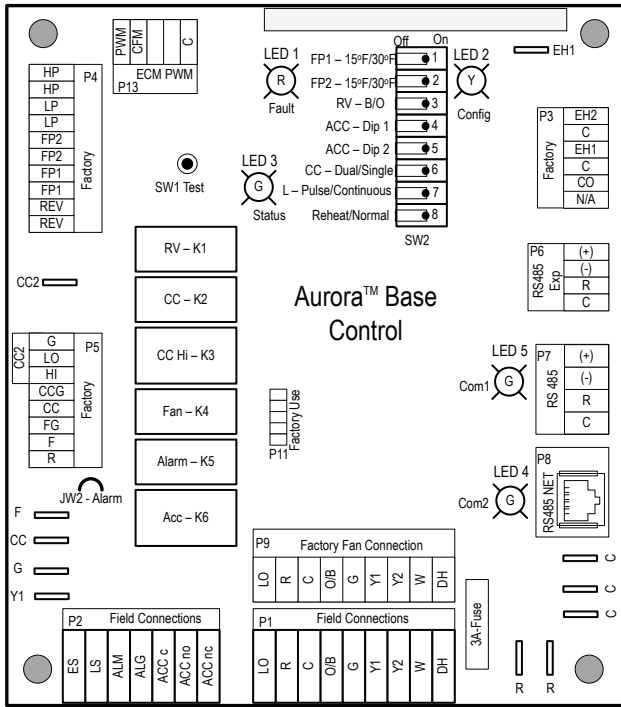 PWM
CFM
C
ECM PWM
P13
LED 1
R
Fault
Off On
LED 2
Y
Config
EH1
FP1 – 15ºF/30ºF 1
FP2 – 15ºF/30ºF 2
RV – B/O 3
ACC – Dip 1 4
ACC – Dip 2 5
CC – Dual/Single 6
L – Pulse/Continuous 7
Reheat/Normal 8
SW2
P4
HP
HP
LP
LP
FP2
FP2
FP1
FP1
REV
REV
Factory
SW1 Test
LED 3
G
Status
P3
EH2
C
EH1
C
CO
N/A
Factory
RV – K1
CC – K2
CC Hi – K3
Fan – K4
Alarm – K5
Acc – K6
Aurora™ Base
Control
P6
RS485
Exp
(+)
(-)
R
C
CC2
CC2
P5
G
LO
HI
CCG
CC
FG
F
R
Factory
JW2 - Alarm
P11
Factory Use
LED 5
Com1
G
P7
RS 485
(+)
(-)
R
C
LED 4
Com2
G
P8
RS485 NET
F
CC
G
Y1
P9 Factory Fan Connection
LO
R
C
O/B
G
Y1
Y2
W
DH
P2 Field Connections
ES
LS
ALM
ALG
ACC c
ACC no
ACC nc
P1 Field Connections
LO
R
C
O/B
G
Y1
Y2
W
DH
3A-Fuse
C
C
C
R R